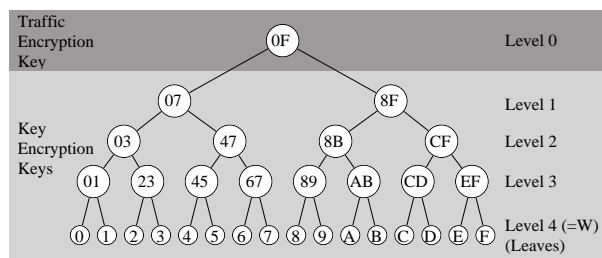 Traffic
Encryption
Key
0F
Level 0
07
8F
Level 1
Key
Encryption
Keys
03
47
8B
CF
Level 2
01
23
45
67
89
AB
CD
EF
Level 3
0
1
2
3
4
5
6
7
8
9
A
B
C
D
E
F
Level 4 (=W)
(Leaves)